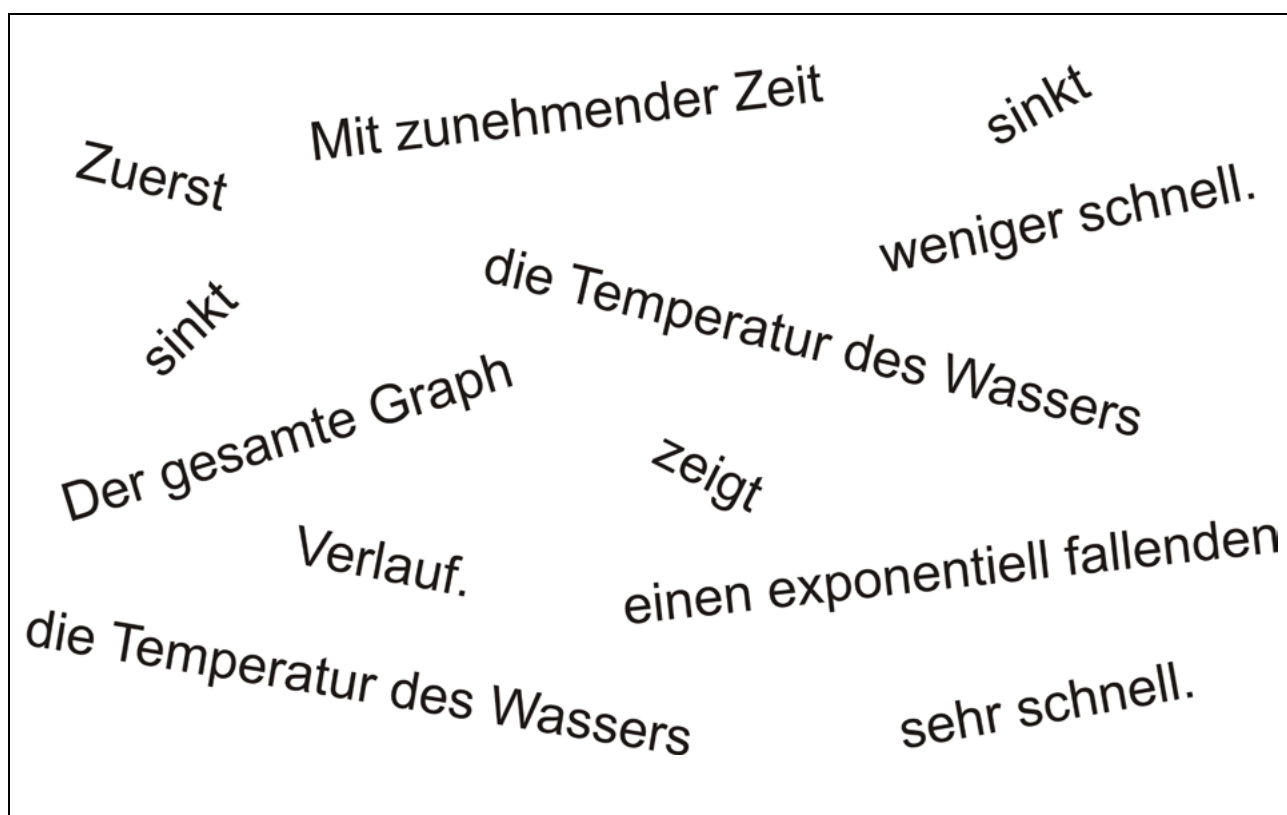 Mit zunehmender Zeit
sinkt
Zuerst
weniger schnell.
die Temperatur des Wassers
sinkt
Der gesamte Graph
zeigt
Verlauf.
einen exponentiell fallenden
die Temperatur des Wassers
sehr schnell.